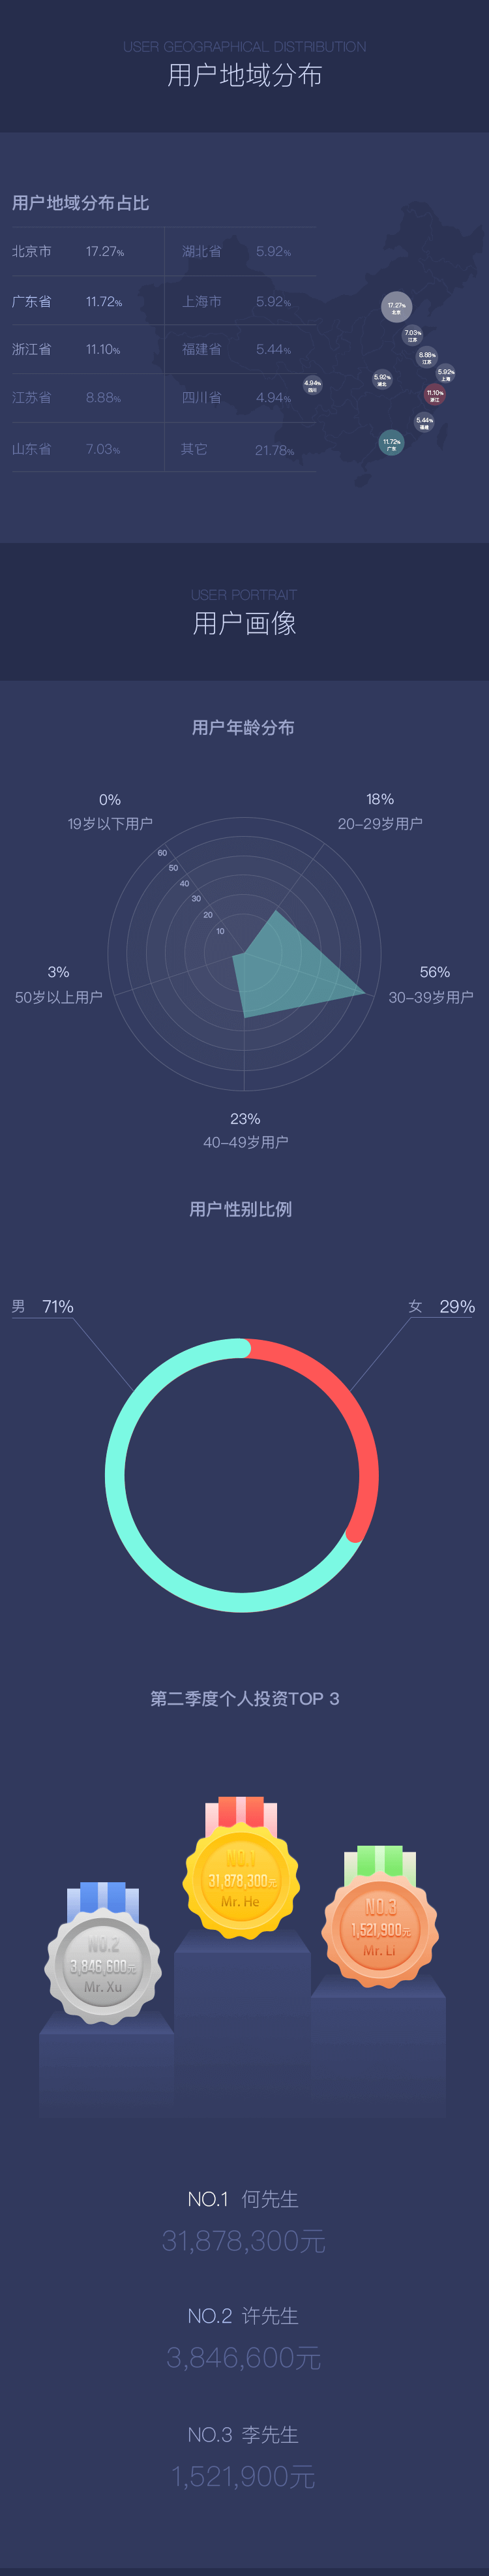 USER GEOGRAPHICAL DISTRIBUTION
用户地域分布
用户地域分布占比
北京市 17.27% 湖北省 5.92%
广东省 11.72% 上海市 5.92%
浙江省 11.10% 福建省 5.44%
江苏省 8.88% 四川省 4.94%
山东省 7.03% 其它 21.78%
17.27%
北京
7.03%
江苏
8.88%
江苏
5.92%
上海
5.92%
湖北
4.94%
四川
11.10%
浙江
5.44%
福建
11.72%
广东
USER PORTRAIT
用户画像
用户年龄分布
0%
19岁以下用户
18%
20–29岁用户
60
50
40
30
20
10
3%
50岁以上用户
56%
30–39岁用户
23%
40–49岁用户
用户性别比例
男 71%
女 29%
第二季度个人投资TOP 3
NO.1
31,878,300元
Mr. He
NO.3
1,521,900元
Mr. Li
NO.2
3,846,600元
Mr. Xu
NO.1 何先生
31,878,300元
NO.2 许先生
3,846,600元
NO.3 李先生
1,521,900元